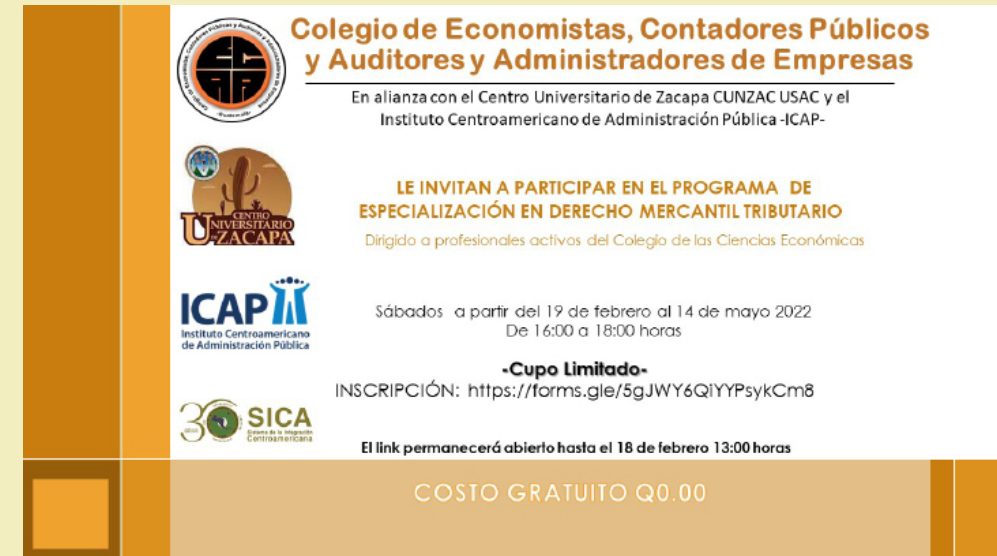 Colegio de Economistas, Contadores Públicos
y Auditores y Administradores de Empresas
En alianza con el Centro Universitario de Zacapa CUNZAC USAC y el
Instituto Centroamericano de Administración Pública -ICAP-
CENTRO
UNIVERSITARIO
DE ZACAPA
LE INVITAN A PARTICIPAR EN EL PROGRAMA DE
ESPECIALIZACIÓN EN DERECHO MERCANTIL TRIBUTARIO
Dirigido a profesionales activos del Colegio de las Ciencias Económicas
ICAP
Instituto Centroamericano
de Administración Pública
Sábados a partir del 19 de febrero al 14 de mayo 2022
De 16:00 a 18:00 horas
-Cupo Limitado-
INSCRIPCIÓN: https://forms.gle/5gJWY6QiYYPsykCm8
30 SICA
Sistema de la Integración
Centroamericana
El link permanecerá abierto hasta el 18 de febrero 13:00 horas
COSTO GRATUITO Q0.00